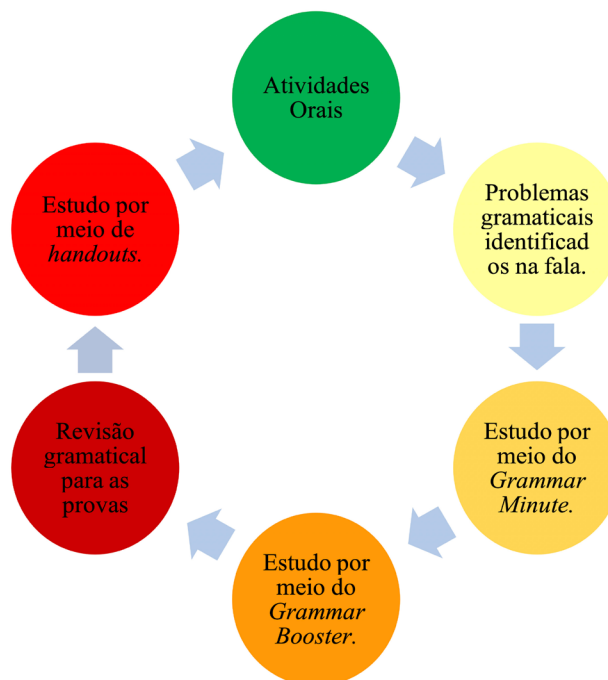 Atividades
Orais
Problemas
gramaticais
identificad
os na fala.
Estudo por
meio do
Grammar
Minute.
Estudo por
meio do
Grammar
Booster.
Revisão
gramatical
para as
provas
Estudo por
meio de
handouts.